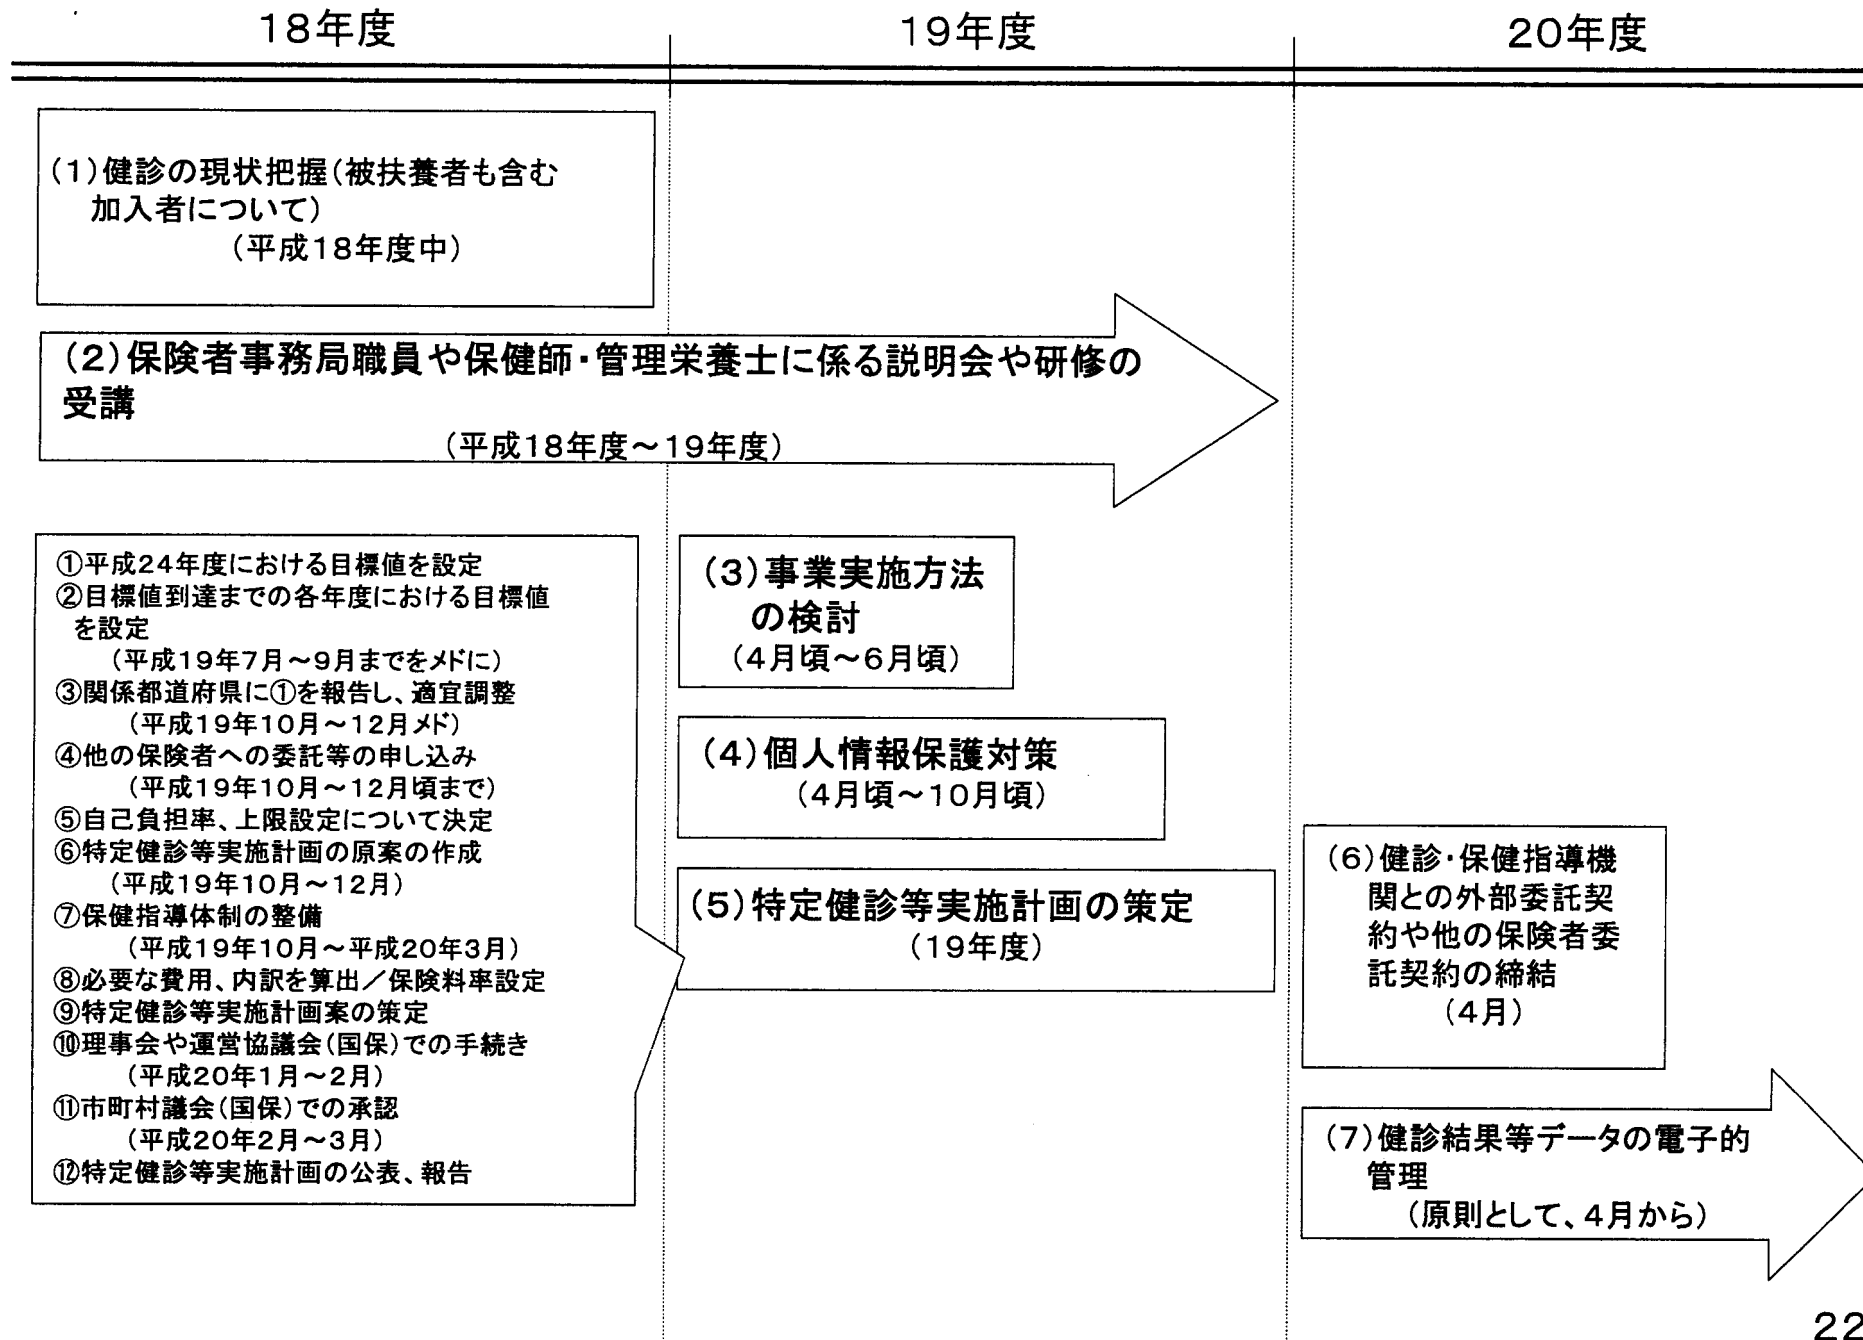 18年度
19年度
20年度
(1)健診の現状把握(被扶養者も含む
加入者について)
(平成18年度中)
(2)保険者事務局職員や保健師・管理栄養士に係る説明会や研修の
受講
(平成18年度~19年度)
①平成24年度における目標値を設定
②目標値到達までの各年度における目標値
を設定
(平成19年7月~9月までをメドに)
③関係都道府県に①を報告し、適宜調整
(平成19年10月~12月メド)
④他の保険者への委託等の申し込み
(平成19年10月~12月頃まで)
⑤自己負担率、上限設定について決定
⑥特定健診等実施計画の原案の作成
(平成19年10月~12月)
⑦保健指導体制の整備
(平成19年10月~平成20年3月)
⑧必要な費用、内訳を算出/保険料率設定
⑨特定健診等実施計画案の策定
⑩理事会や運営協議会(国保)での手続き
(平成20年1月~2月)
⑪市町村議会(国保)での承認
(平成20年2月~3月)
⑫特定健診等実施計画の公表、報告
(3)事業実施方法
の検討
(4月頃~6月頃)
(4)個人情報保護対策
(4月頃~10月頃)
(5)特定健診等実施計画の策定
(19年度)
(6)健診・保健指導機
関との外部委託契
約や他の保険者委
託契約の締結
(4月)
(7)健診結果等データの電子的
管理
(原則として、4月から)
22